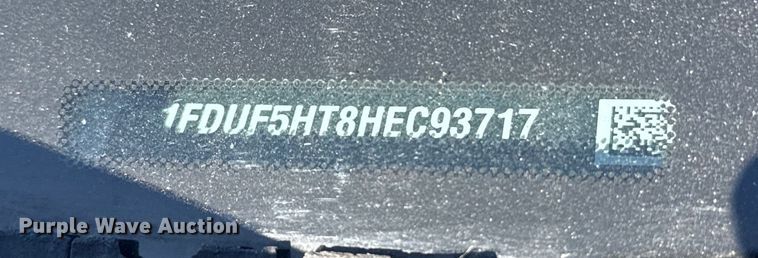 1FDUF5HT8HEC93717
Purple Wave Auction